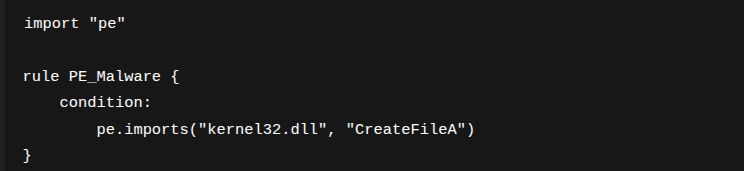 import "pe"
rule PE_Malware {
condition:
pe.imports("kernel32.dll", "CreateFileA")
}